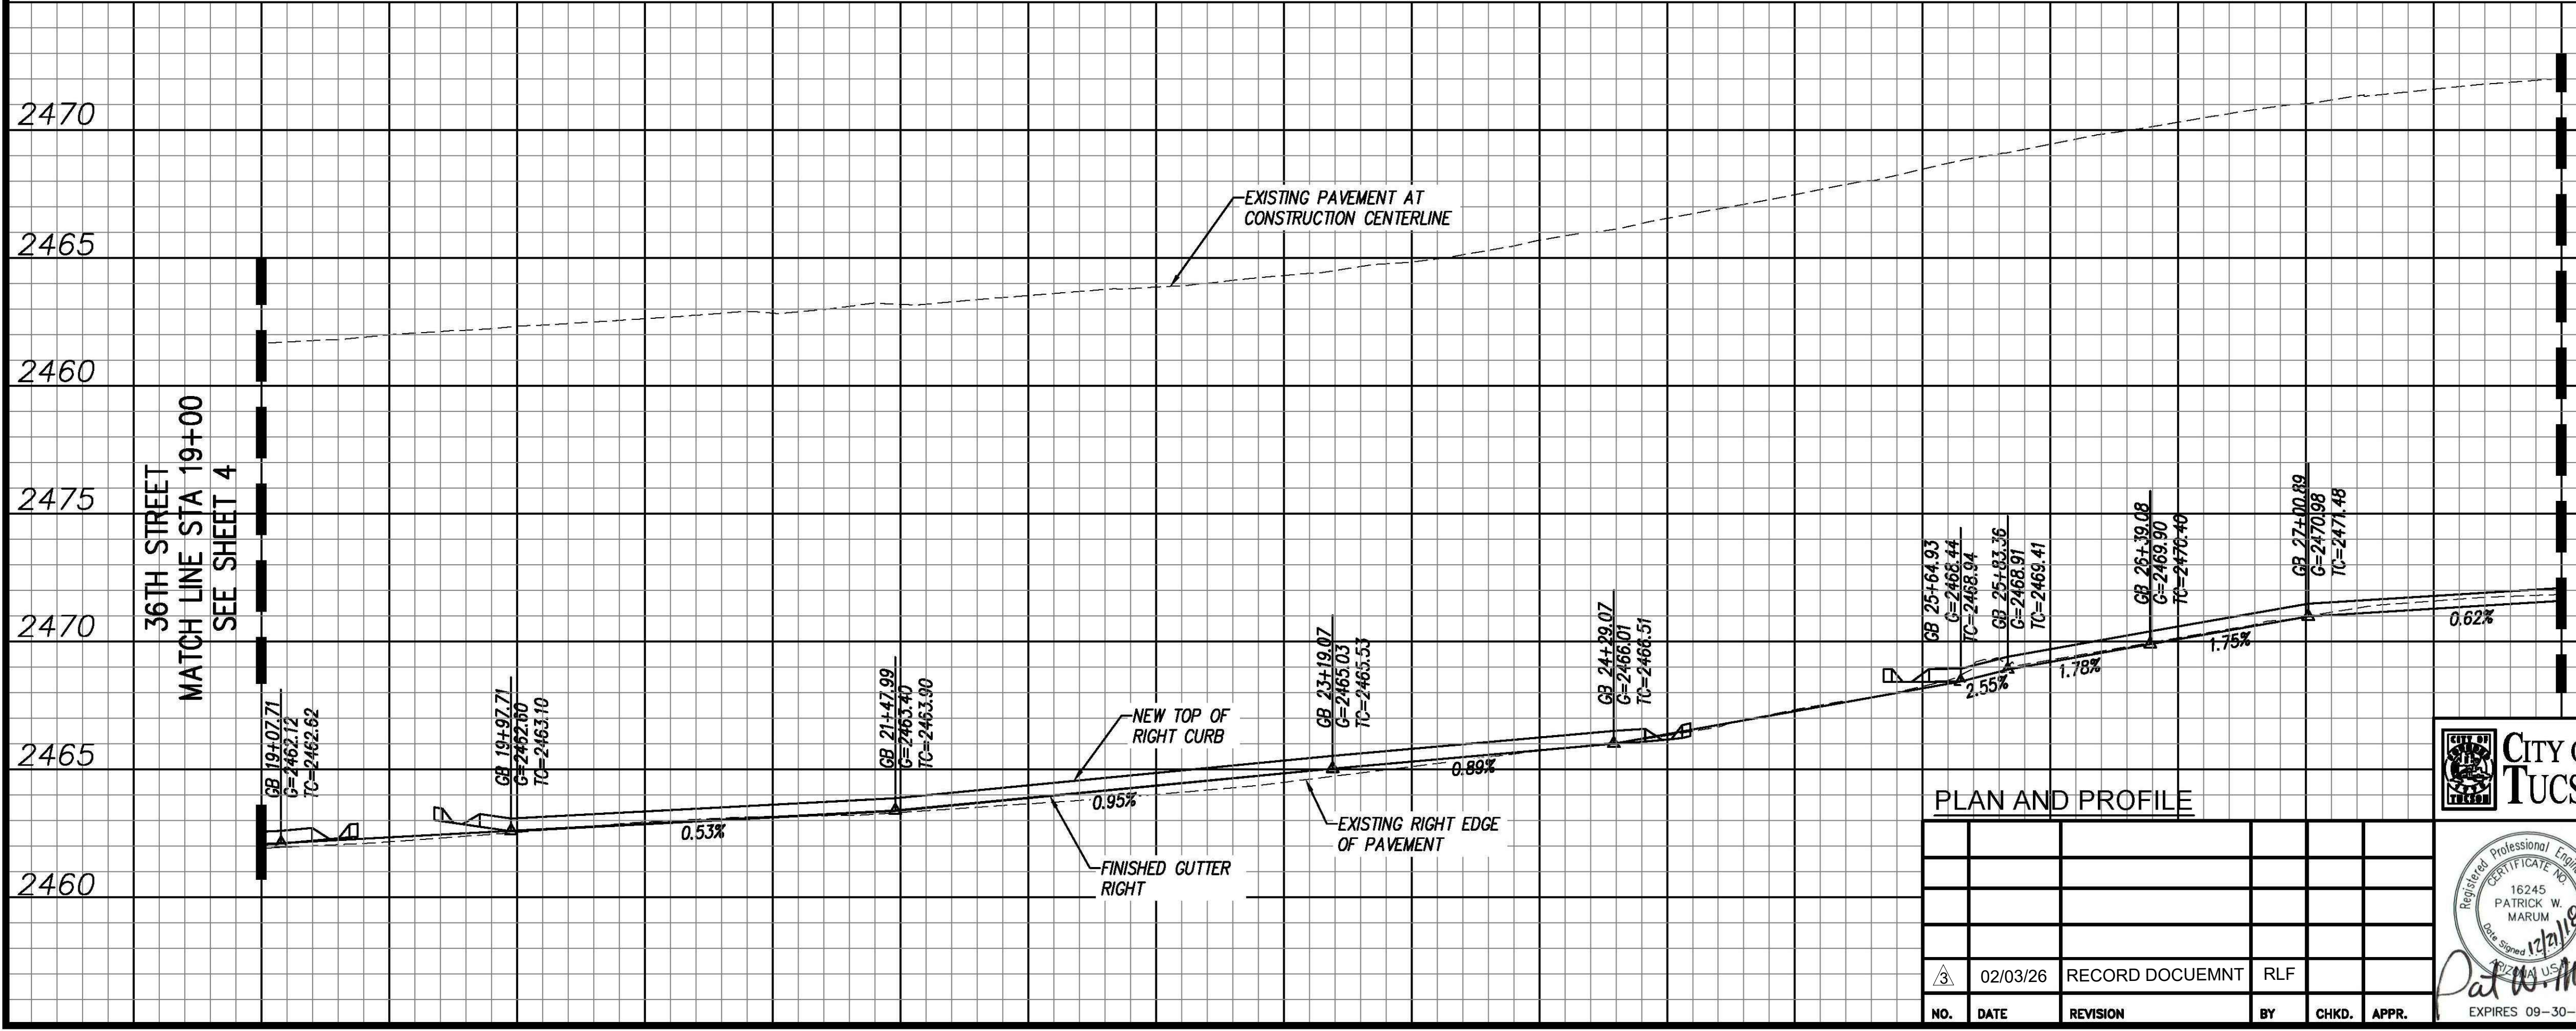 2470
2465
2460
2475
2470
2465
2460
36TH STREET
MATCH LINE STA 19+00
SEE SHEET 4
EXISTING PAVEMENT AT
CONSTRUCTION CENTERLINE
GB 19+07.71
G=2462.12
TC=2462.62
GB 19+97.71
G=2462.60
TC=2463.10
0.53%
GB 21+47.99
G=2463.40
TC=2463.90
NEW TOP OF
RIGHT CURB
0.95%
FINISHED GUTTER
RIGHT
GB 23+19.07
G=2465.03
TC=2465.53
EXISTING RIGHT EDGE
OF PAVEMENT
0.89%
GB 24+29.07
G=2466.01
TC=2466.51
GB 25+64.93
G=2468.44
TC=2468.94
2.55%
GB 25+83.36
G=2468.91
TC=2469.41
1.78%
GB 26+39.08
G=2469.90
TC=2470.40
1.75%
GB 27+00.89
G=2470.98
TC=2471.48
0.62%
PLAN AND PROFILE
CITY OF
TUCSON
CITY
TUCS
3 02/03/26 RECORD DOCUEMNT RLF
NO. DATE REVISION BY CHKD. APPR.
Registered Professional
CERTIFICATE NO.
16245
PATRICK W.
MARUM
Date Signed 12/21/18
ARIZONA U.S.A.
Pat W.
EXPIRES 09-30-